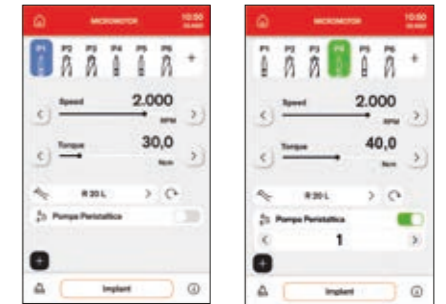 MICROMOTOR 10:50
P1 P2 P3 P4 P5 P6 +
Speed 2.000
RPM
Torque 30,0
Ncm
R 20 L
Pompa Peristaltica
Implant
MICROMOTOR 10:50
P1 P2 P3 P4 P5 P6 +
Speed 2.000
RPM
Torque 40,0
Ncm
R 20 L
Pompa Peristaltica
1
Implant